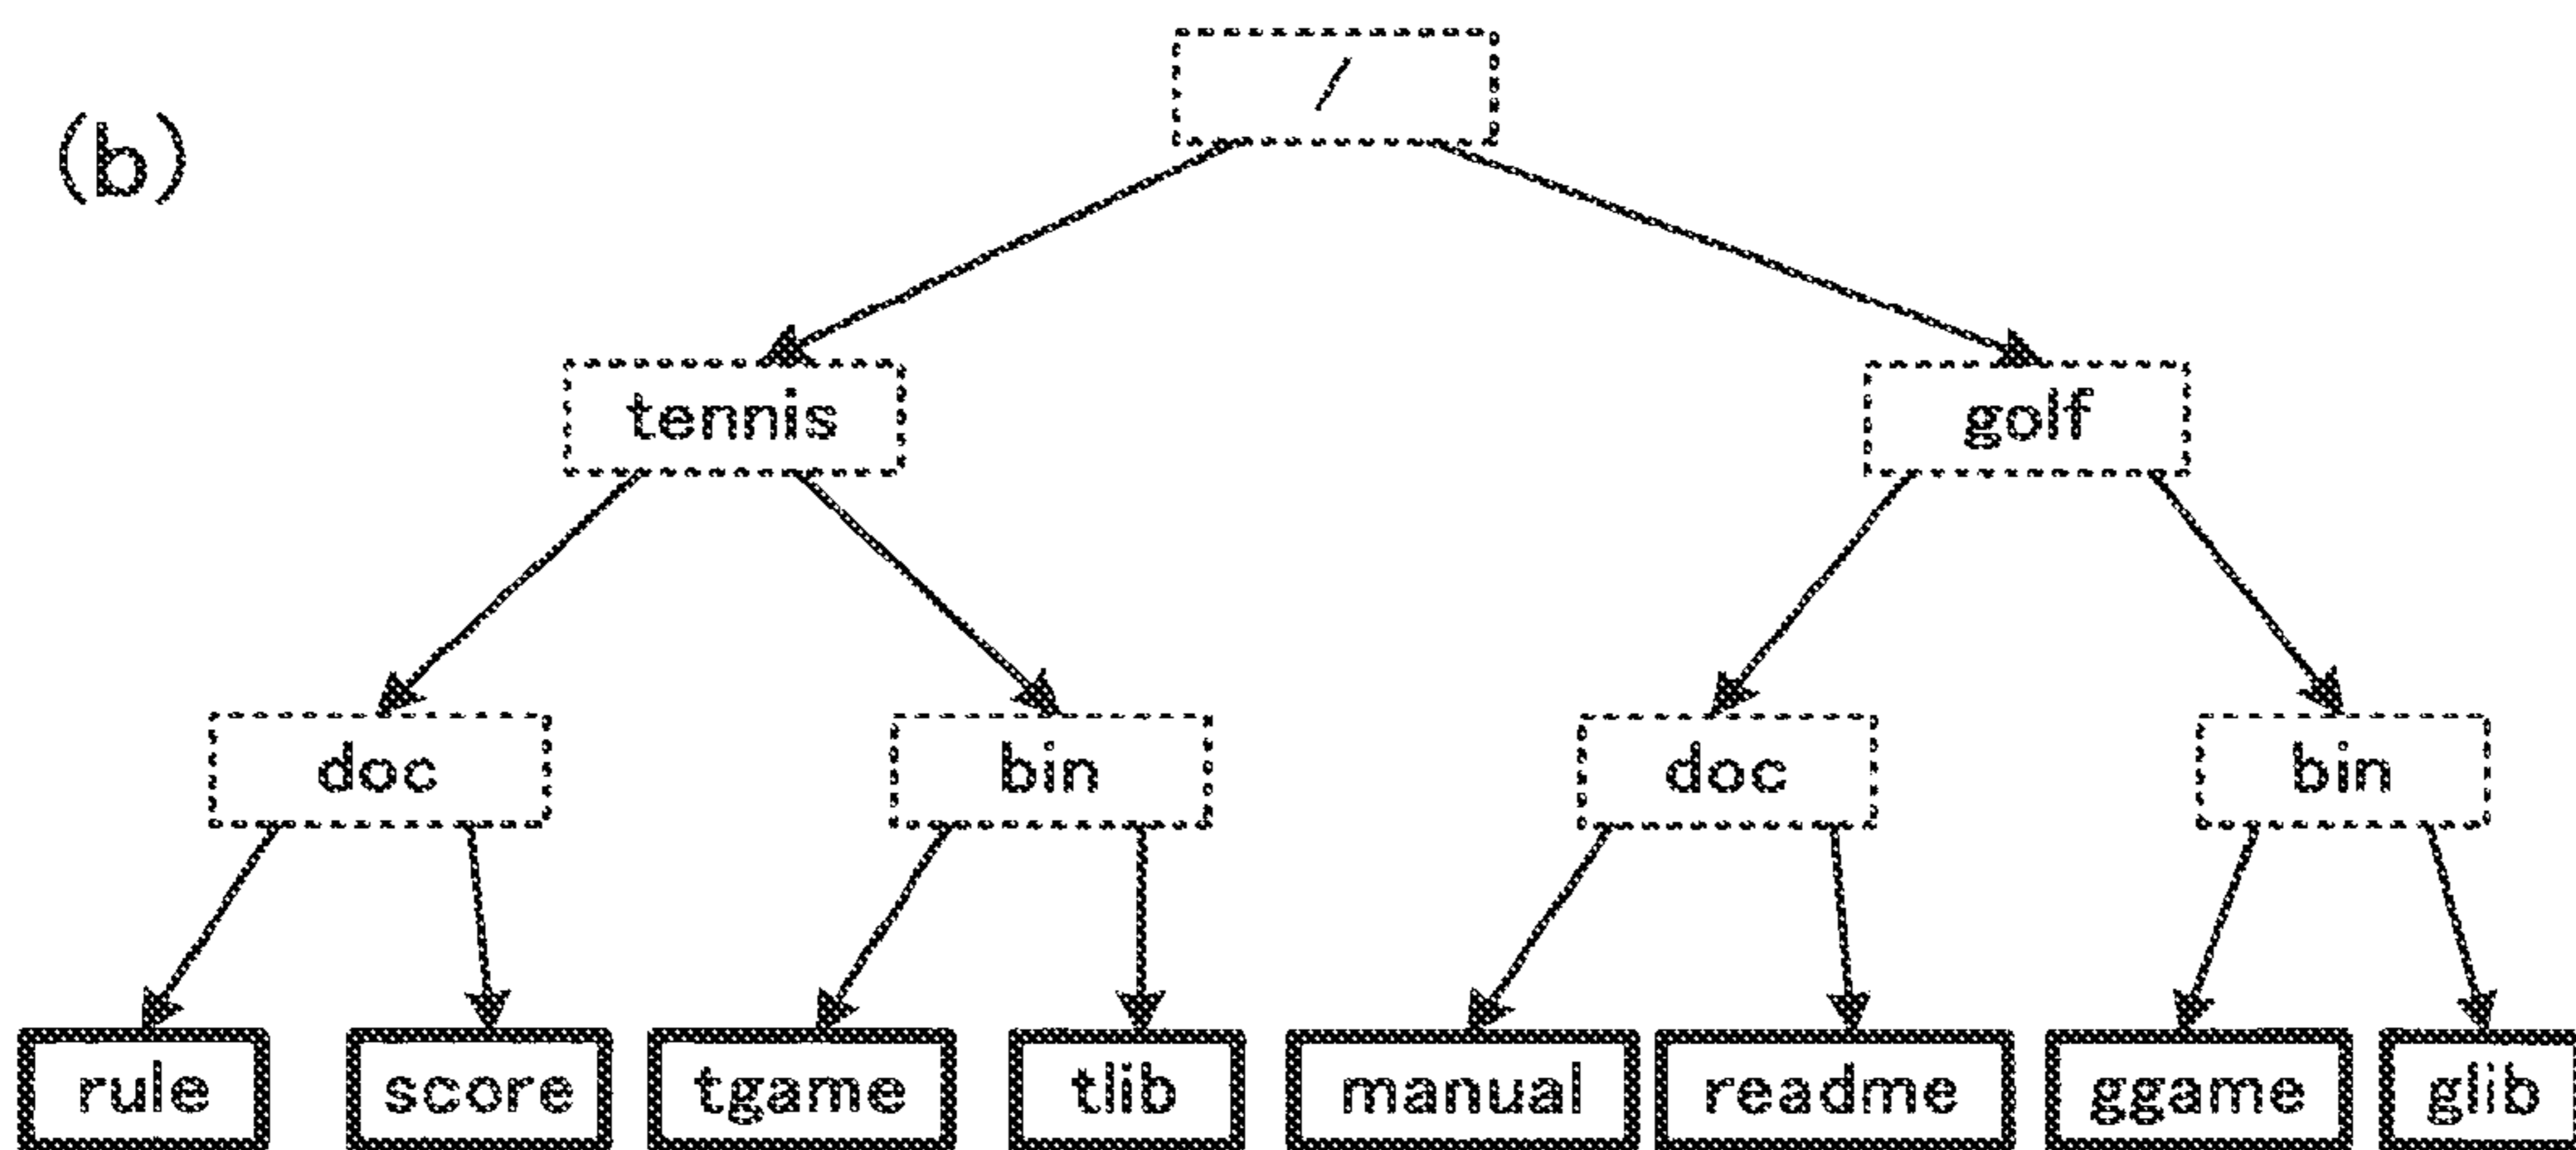 /
(b)
tennis golf
doc bin doc bin
rule score tgame tlib manual readme ggame glib